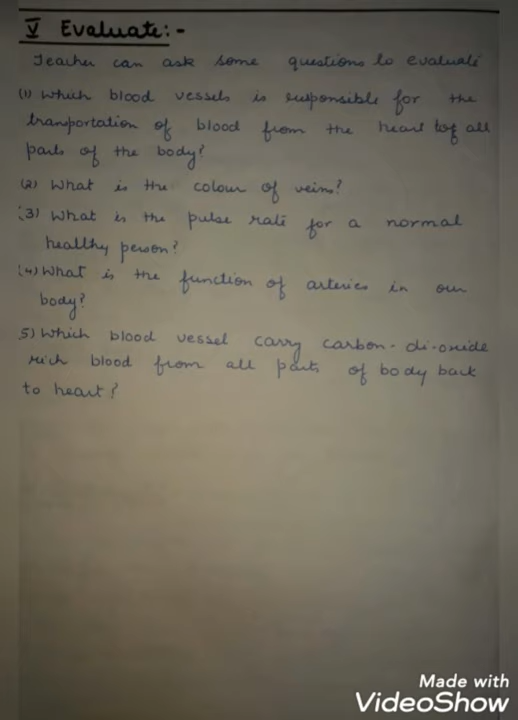 V Evaluate:-
Teacher can ask some questions to evaluate
(1) Which blood vessels is responsible for the
transportation of blood from the heart to all
parts of the body?
(2) What is the colour of veins?
(3) What is the pulse rate for a normal
healthy person?
(4) What is the function of arteries in our
body?
5) Which blood vessel carry carbon-di-oxide
rich blood from all parts of body back
to heart?
Made with
VideoShow